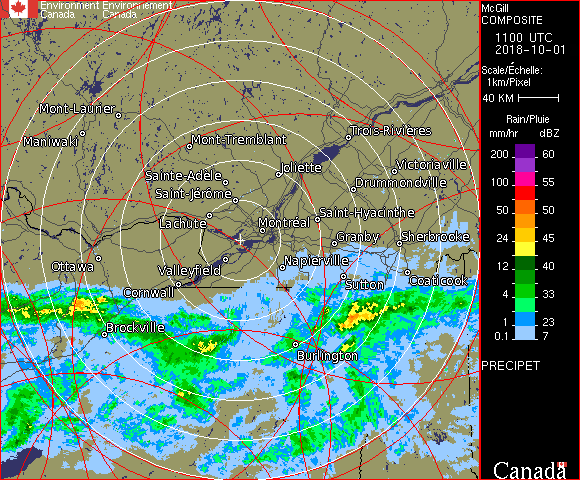 Environment Environnement
Canada Canada
McGill
COMPOSITE
1100 UTC
2018-10-01
Scale/Échelle:
1km/Pixel
40 KM
Rain/Pluie
mm/hr dBZ
200 60
100 55
50 50
24 45
12 40
4 33
1 23
0.1 7
PRECIPET
Canada
Mont-Laurier
Maniwaki
Mont-Tremblant
Trois-Rivières
Joliette
Victoriaville
Sainte-Adèle
Drummondville
Saint-Jérôme
Saint-Hyacinthe
Lachute
Montréal
Granby
Sherbrooke
Ottawa
Valleyfield
Napierville
Coaticook
Cornwall
Sutton
Brockville
Burlington